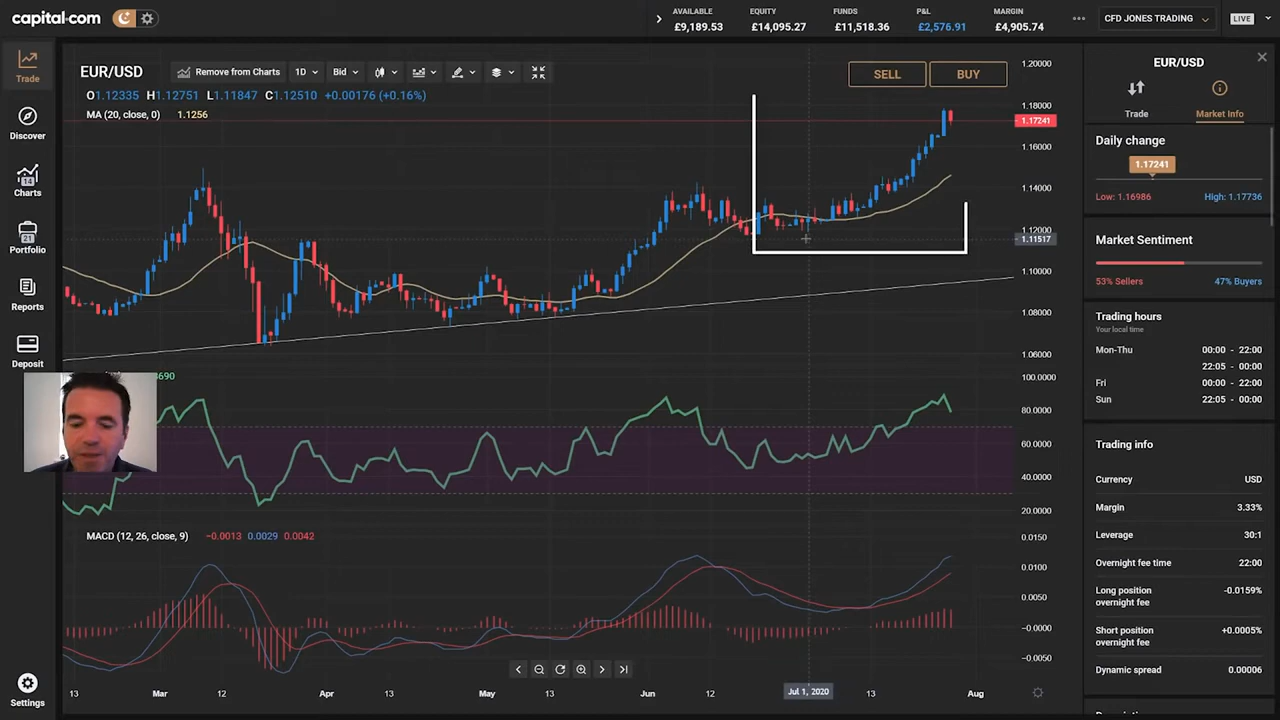 capital·com
AVAILABLE EQUITY FUNDS P&L MARGIN
£9,189.53 £14,095.27 £11,518.36 £2,576.91 £4,905.74
CFD JONES TRADING
LIVE
Trade
Discover
Charts
14
Portfolio
21
Reports
Deposit
Settings
EUR/USD
Remove from Charts
1D
Bid
SELL
BUY
O1.12335 H1.12751 L1.11847 C1.12510 +0.00176 (+0.16%)
MA (20, close, 0) 1.1256
1.20000
1.18000
1.17241
1.16000
1.14000
1.12000
1.11517
1.10000
1.08000
1.06000
100.0000
80.0000
60.0000
40.0000
20.0000
MACD (12, 26, close, 9) −0.0013 0.0029 0.0042
0.0150
0.0100
0.0050
−0.0000
−0.0050
13 Mar 12 Apr 13 May 13 Jun 12 Jul 1, 2020 13 Aug
EUR/USD
Trade
Market Info
Daily change
1.17241
Low: 1.16986 High: 1.17736
Market Sentiment
53% Sellers 47% Buyers
Trading hours
Your local time
Mon-Thu 00:00 - 22:00
22:05 - 00:00
Fri 00:00 - 22:00
Sun 22:05 - 00:00
Trading info
Currency USD
Margin 3.33%
Leverage 30:1
Overnight fee time 22:00
Long position overnight fee -0.0159%
Short position overnight fee +0.0005%
Dynamic spread 0.00006